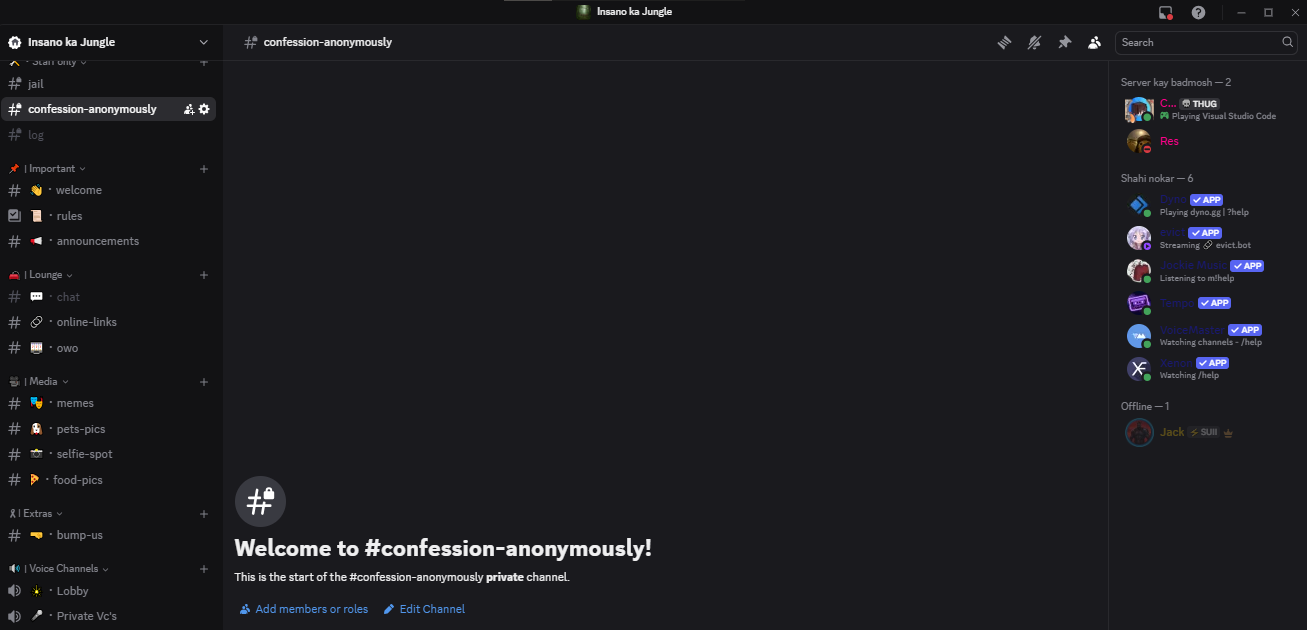 Insano ka Jungle
Insano ka Jungle
confession-anonymously
Search
Staff only
jail
confession-anonymously
log
| Important
welcome
rules
announcements
| Lounge
chat
online-links
owo
| Media
memes
pets-pics
selfie-spot
food-pics
| Extras
bump-us
| Voice Channels
Lobby
Private Vc's
Welcome to #confession-anonymously!
This is the start of the #confession-anonymously private channel.
Add members or roles Edit Channel
Server kay badmosh — 2
C... THUG
Playing Visual Studio Code
Res
Shahi nokar — 6
Dyno APP
Playing dyno.gg | ?help
evict APP
Streaming evict.bot
Jockie Music APP
Listening to m!help
Tempo APP
VoiceMaster APP
Watching channels - /help
APP
Watching /help
Offline — 1
Jack SUII